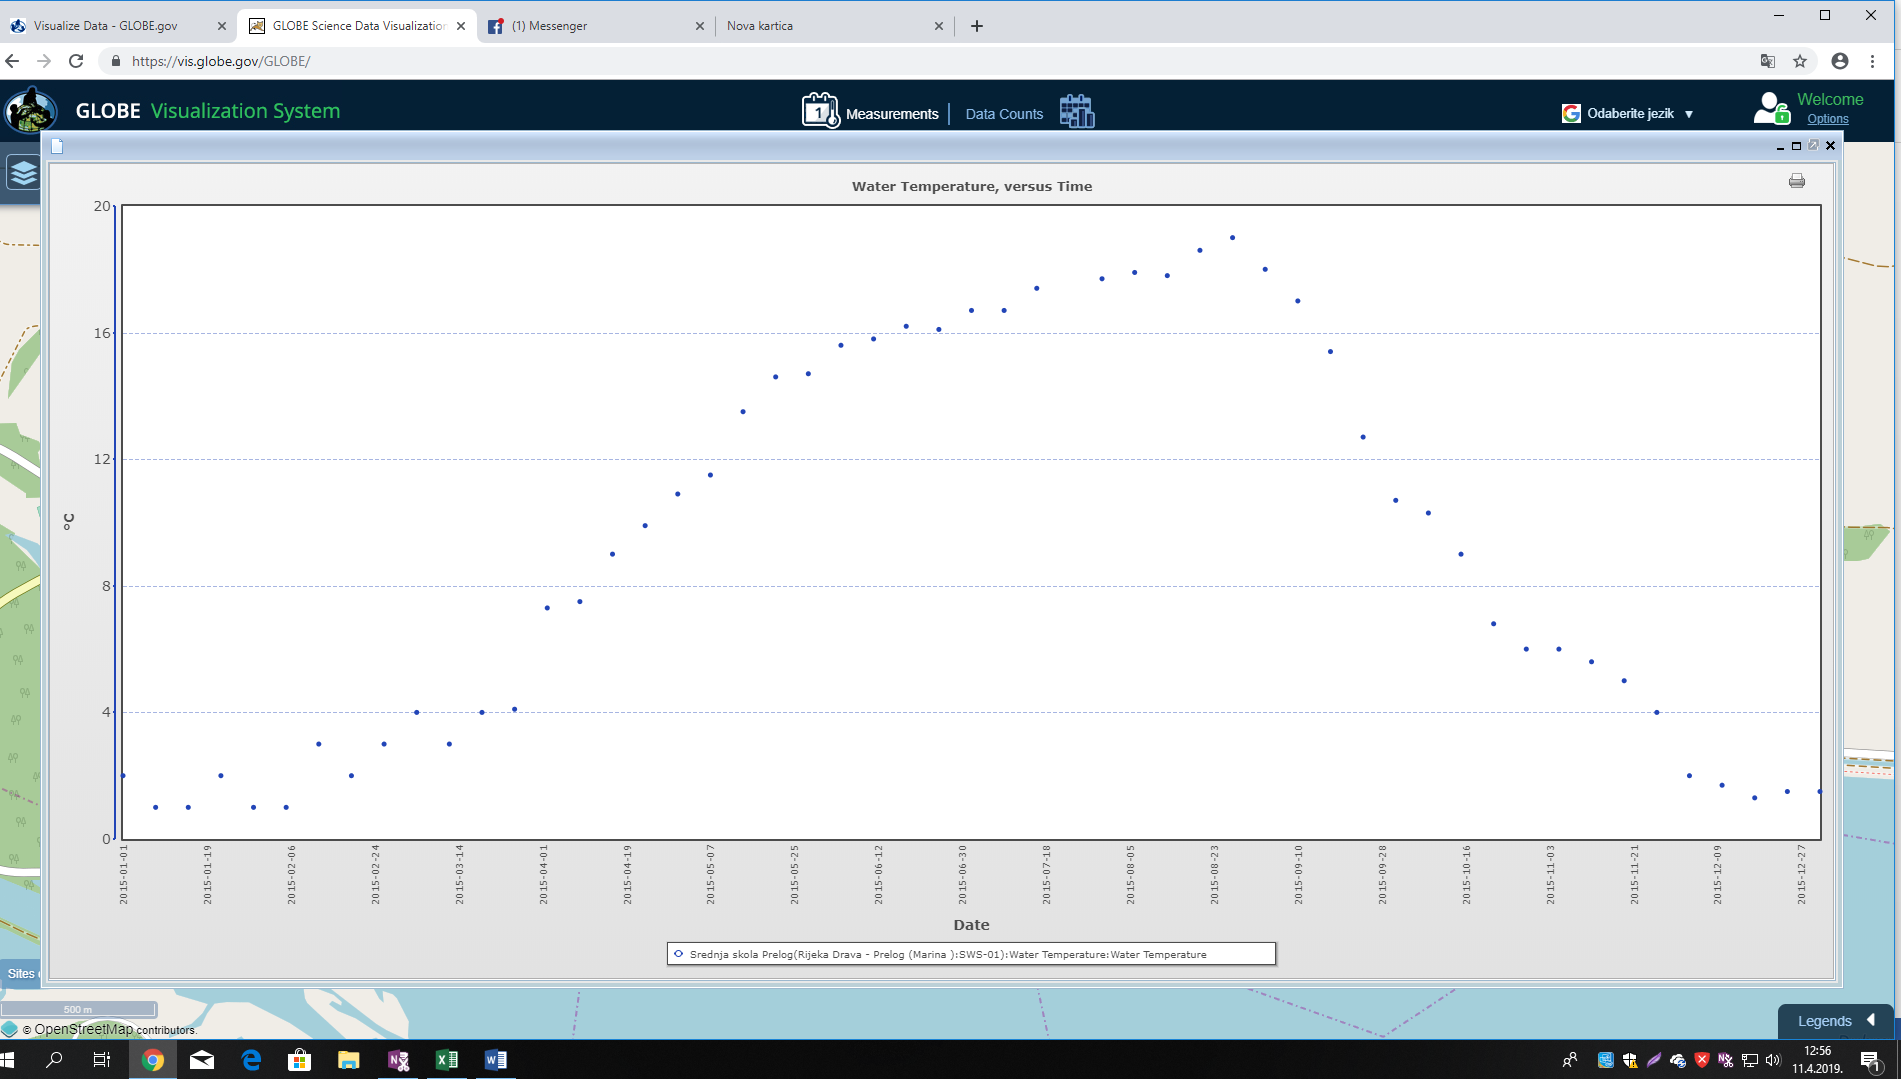 Visualize Data - GLOBE.gov
GLOBE Science Data Visualization
(1) Messenger
Nova kartica
https://vis.globe.gov/GLOBE/
GLOBE Visualization System
1
Measurements
Data Counts
Odaberite jezik ▼
Welcome
Options
Water Temperature, versus Time
20
16
12
8
4
0
°C
2015-01-01
2015-01-19
2015-02-06
2015-02-24
2015-03-14
2015-04-01
2015-04-19
2015-05-07
2015-05-25
2015-06-12
2015-06-30
2015-07-18
2015-08-05
2015-08-23
2015-09-10
2015-09-28
2015-10-16
2015-11-03
2015-11-21
2015-12-09
2015-12-27
Date
Srednja skola Prelog(Rijeka Drava - Prelog (Marina ):SWS-01):Water Temperature:Water Temperature
Sites
500 m
© OpenStreetMap contributors.
Legends
12:56
11.4.2019.
1